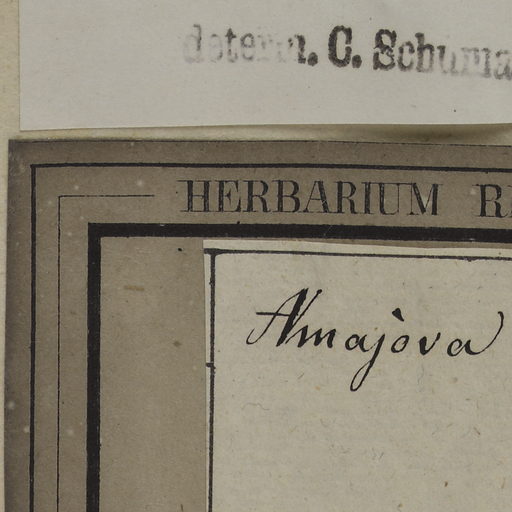 determ. C. Schuma
HERBARIUM R
Amajova